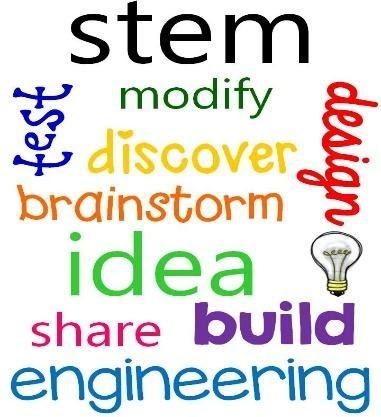 stem
modify
test
design
discover
brainstorm
idea
share
build
engineering